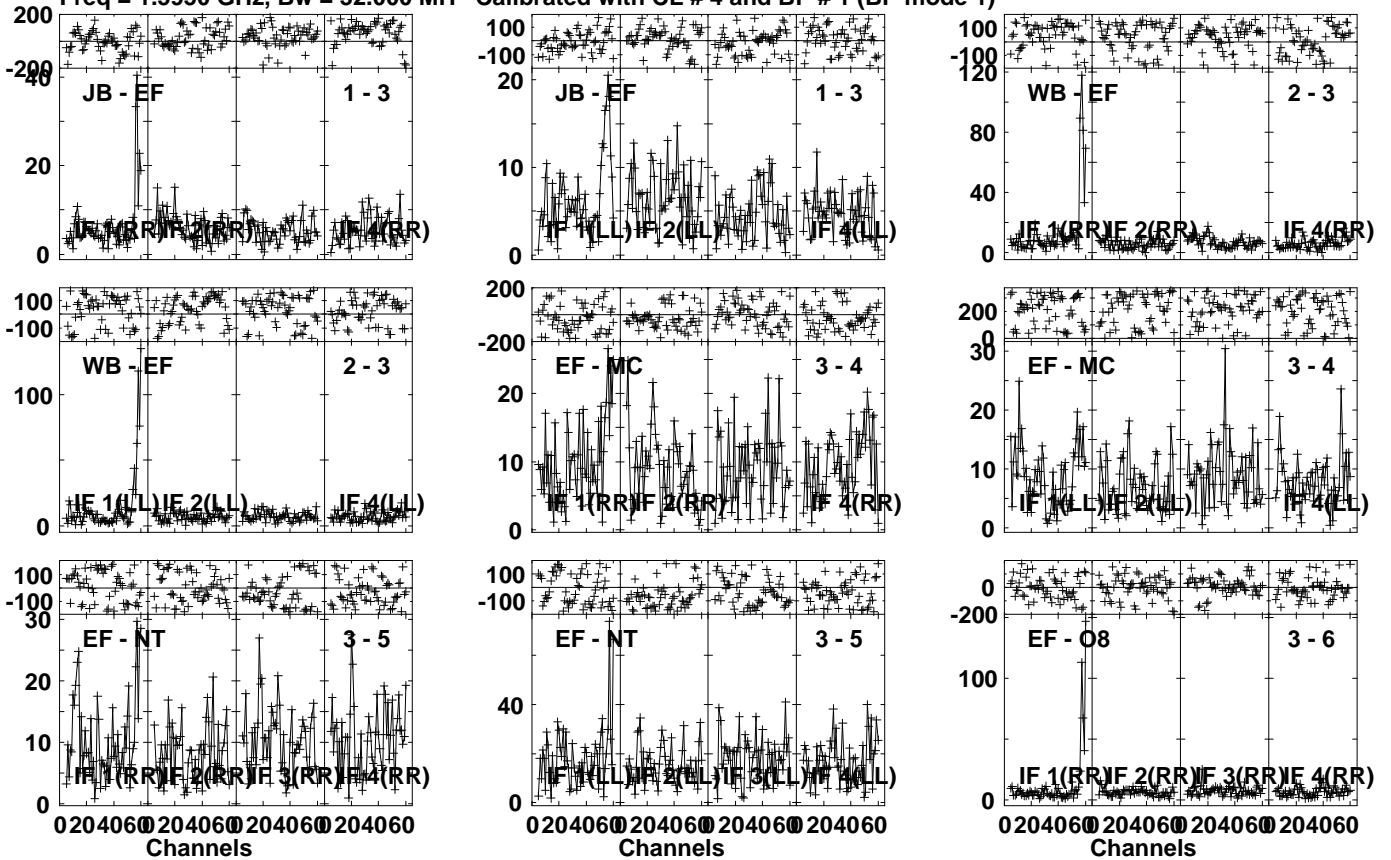 GHz, Bw = 32.000 MH Calibrated with CL # 4 and BP # 1 (BP mode 1)
200
-200
100
-100
100
-100
40
20
0
JB - EF 1 - 3
IF 1(RR) IF 2(RR) IF 4(RR)
20
10
0
JB - EF 1 - 3
IF 1(LL) IF 2(LL) IF 4(LL)
120
80
40
0
WB - EF 2 - 3
IF 1(RR) IF 2(RR) IF 4(RR)
100
-100
200
-200
200
0
100
0
WB - EF 2 - 3
IF 1(LL) IF 2(LL) IF 4(LL)
20
10
0
EF - MC 3 - 4
IF 1(RR) IF 2(RR) IF 4(RR)
30
20
10
0
EF - MC 3 - 4
IF 1(LL) IF 2(LL) IF 4(LL)
100
-100
100
-100
0
-200
30
20
10
0
EF - NT 3 - 5
IF 1(RR) IF 2(RR) IF 3(RR) IF 4(RR)
40
20
0
EF - NT 3 - 5
IF 1(LL) IF 2(LL) IF 3(LL) IF 4(LL)
100
0
EF - O8 3 - 6
IF 1(RR) IF 2(RR) IF 3(RR) IF 4(RR)
0 20 40 60 0 20 40 60 0 20 40 60 0 20 40 60
Channels
0 20 40 60 0 20 40 60 0 20 40 60 0 20 40 60
Channels
0 20 40 60 0 20 40 60 0 20 40 60 0 20 40 60
Channels